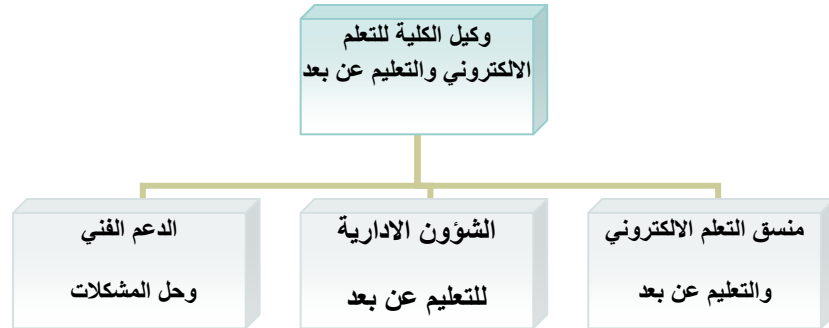 وكيل الكلية للتعلم
الالكتروني والتعليم عن بعد
منسق التعلم الالكتروني
والتعليم عن بعد
الشؤون الادارية
للتعليم عن بعد
الدعم الفني
وحل المشكلات